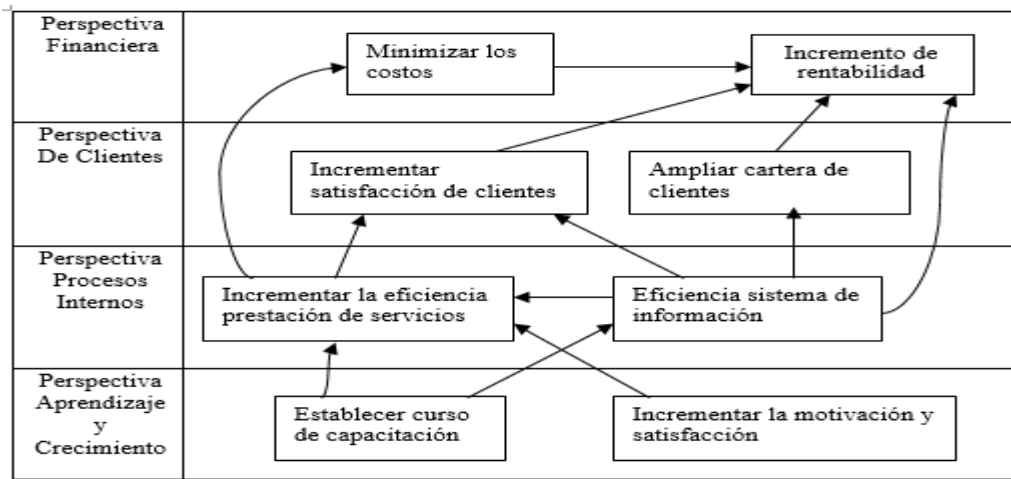 Perspectiva
Financiera
Minimizar los
costos
Incremento de
rentabilidad
Perspectiva
De Clientes
Incrementar
satisfacción de clientes
Ampliar cartera de
clientes
Perspectiva
Procesos
Internos
Incrementar la eficiencia
prestación de servicios
Eficiencia sistema de
información
Perspectiva
Aprendizaje
y
Crecimiento
Establecer curso
de capacitación
Incrementar la motivación y
satisfacción